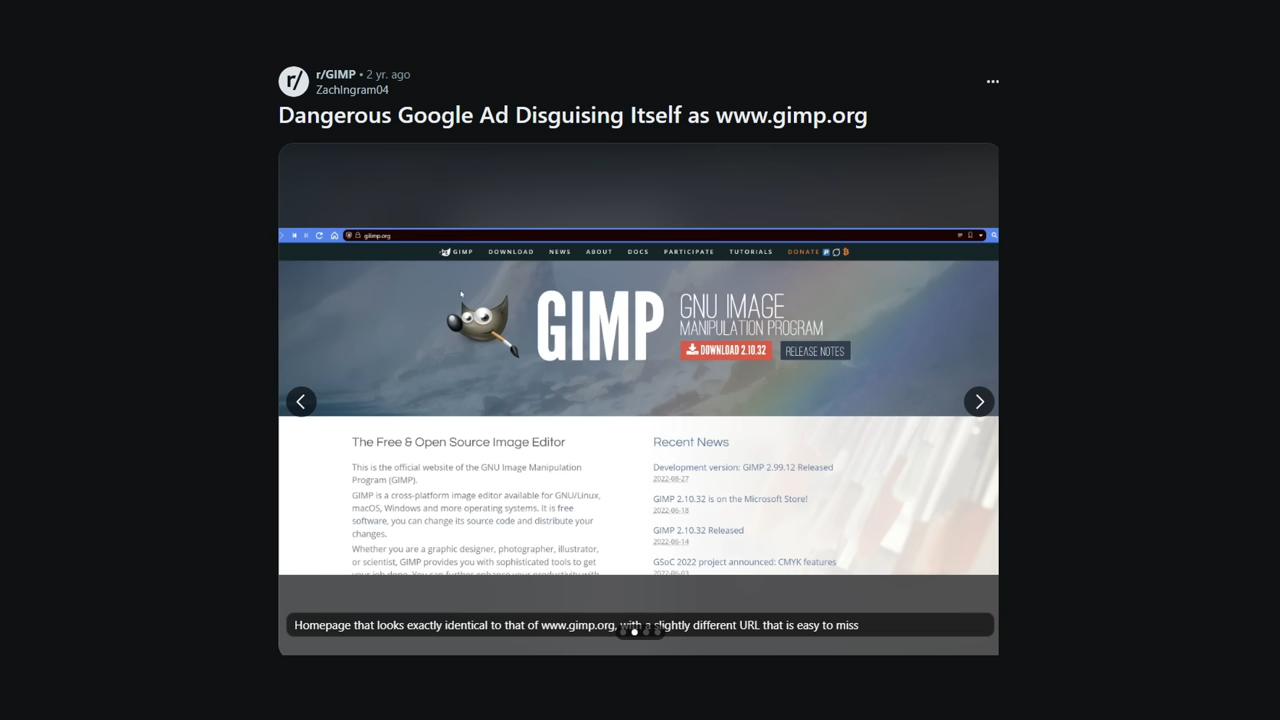 r/
r/GIMP • 2 yr. ago
ZachIngram04
Dangerous Google Ad Disguising Itself as www.gimp.org
gilimp.org
GIMP DOWNLOAD NEWS ABOUT DOCS PARTICIPATE TUTORIALS DONATE
GIMP
GNU IMAGE
MANIPULATION PROGRAM
DOWNLOAD 2.10.32
RELEASE NOTES
The Free & Open Source Image Editor
This is the official website of the GNU Image Manipulation
Program (GIMP).
GIMP is a cross-platform image editor available for GNU/Linux,
macOS, Windows and more operating systems. It is free
software, you can change its source code and distribute your
changes.
Whether you are a graphic designer, photographer, illustrator,
or scientist, GIMP provides you with sophisticated tools to get
your job done. You can further enhance your productivity with
Recent News
Development version: GIMP 2.99.12 Released
2022-08-27
GIMP 2.10.32 is on the Microsoft Store!
2022-06-18
GIMP 2.10.32 Released
2022-06-14
GSoC 2022 project announced: CMYK features
2022-06-03
Homepage that looks exactly identical to that of www.gimp.org, with a slightly different URL that is easy to miss